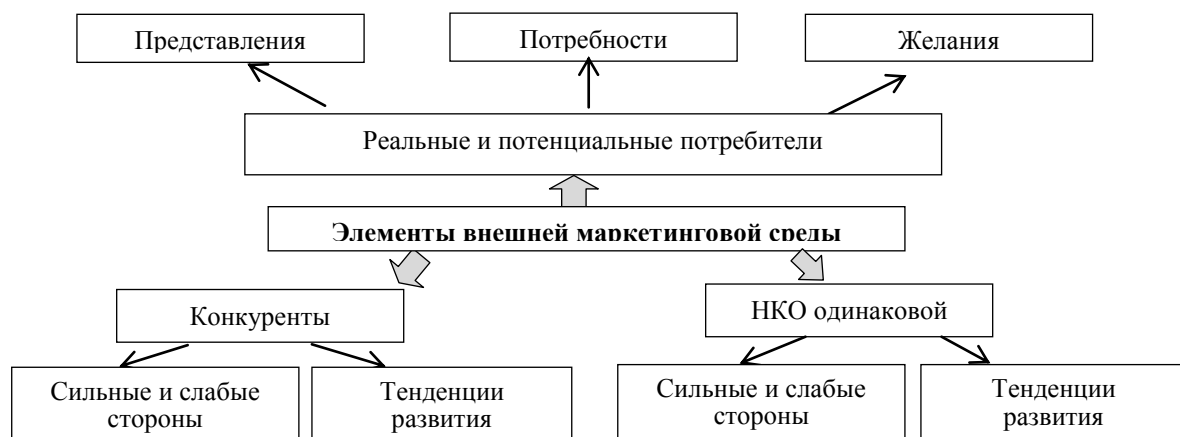 Представления
Потребности
Желания
Реальные и потенциальные потребители
Элементы внешней маркетинговой среды
Конкуренты
НКО одинаковой
Сильные и слабые
стороны
Тенденции
развития
Сильные и слабые
стороны
Тенденции
развития